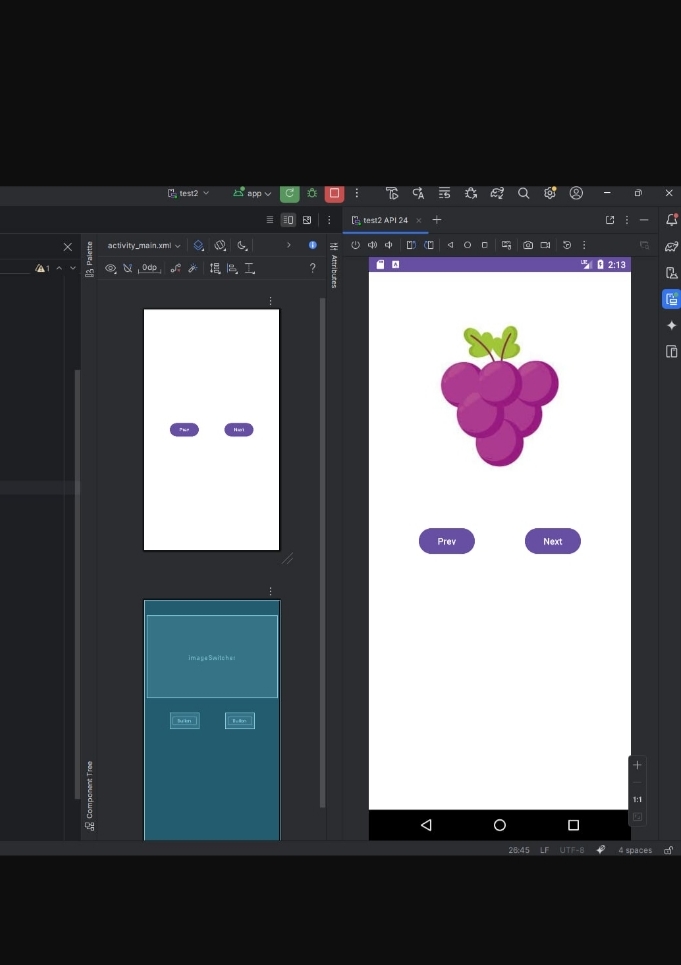 test2
app
test2 API 24
Palette
activity_main.xml
Attributes
1
0dp
?
2:13
Prev
Next
Prev
Next
imageSwitcher
Button
Button
1:1
Component Tree
26:45 LF UTF-8 4 spaces